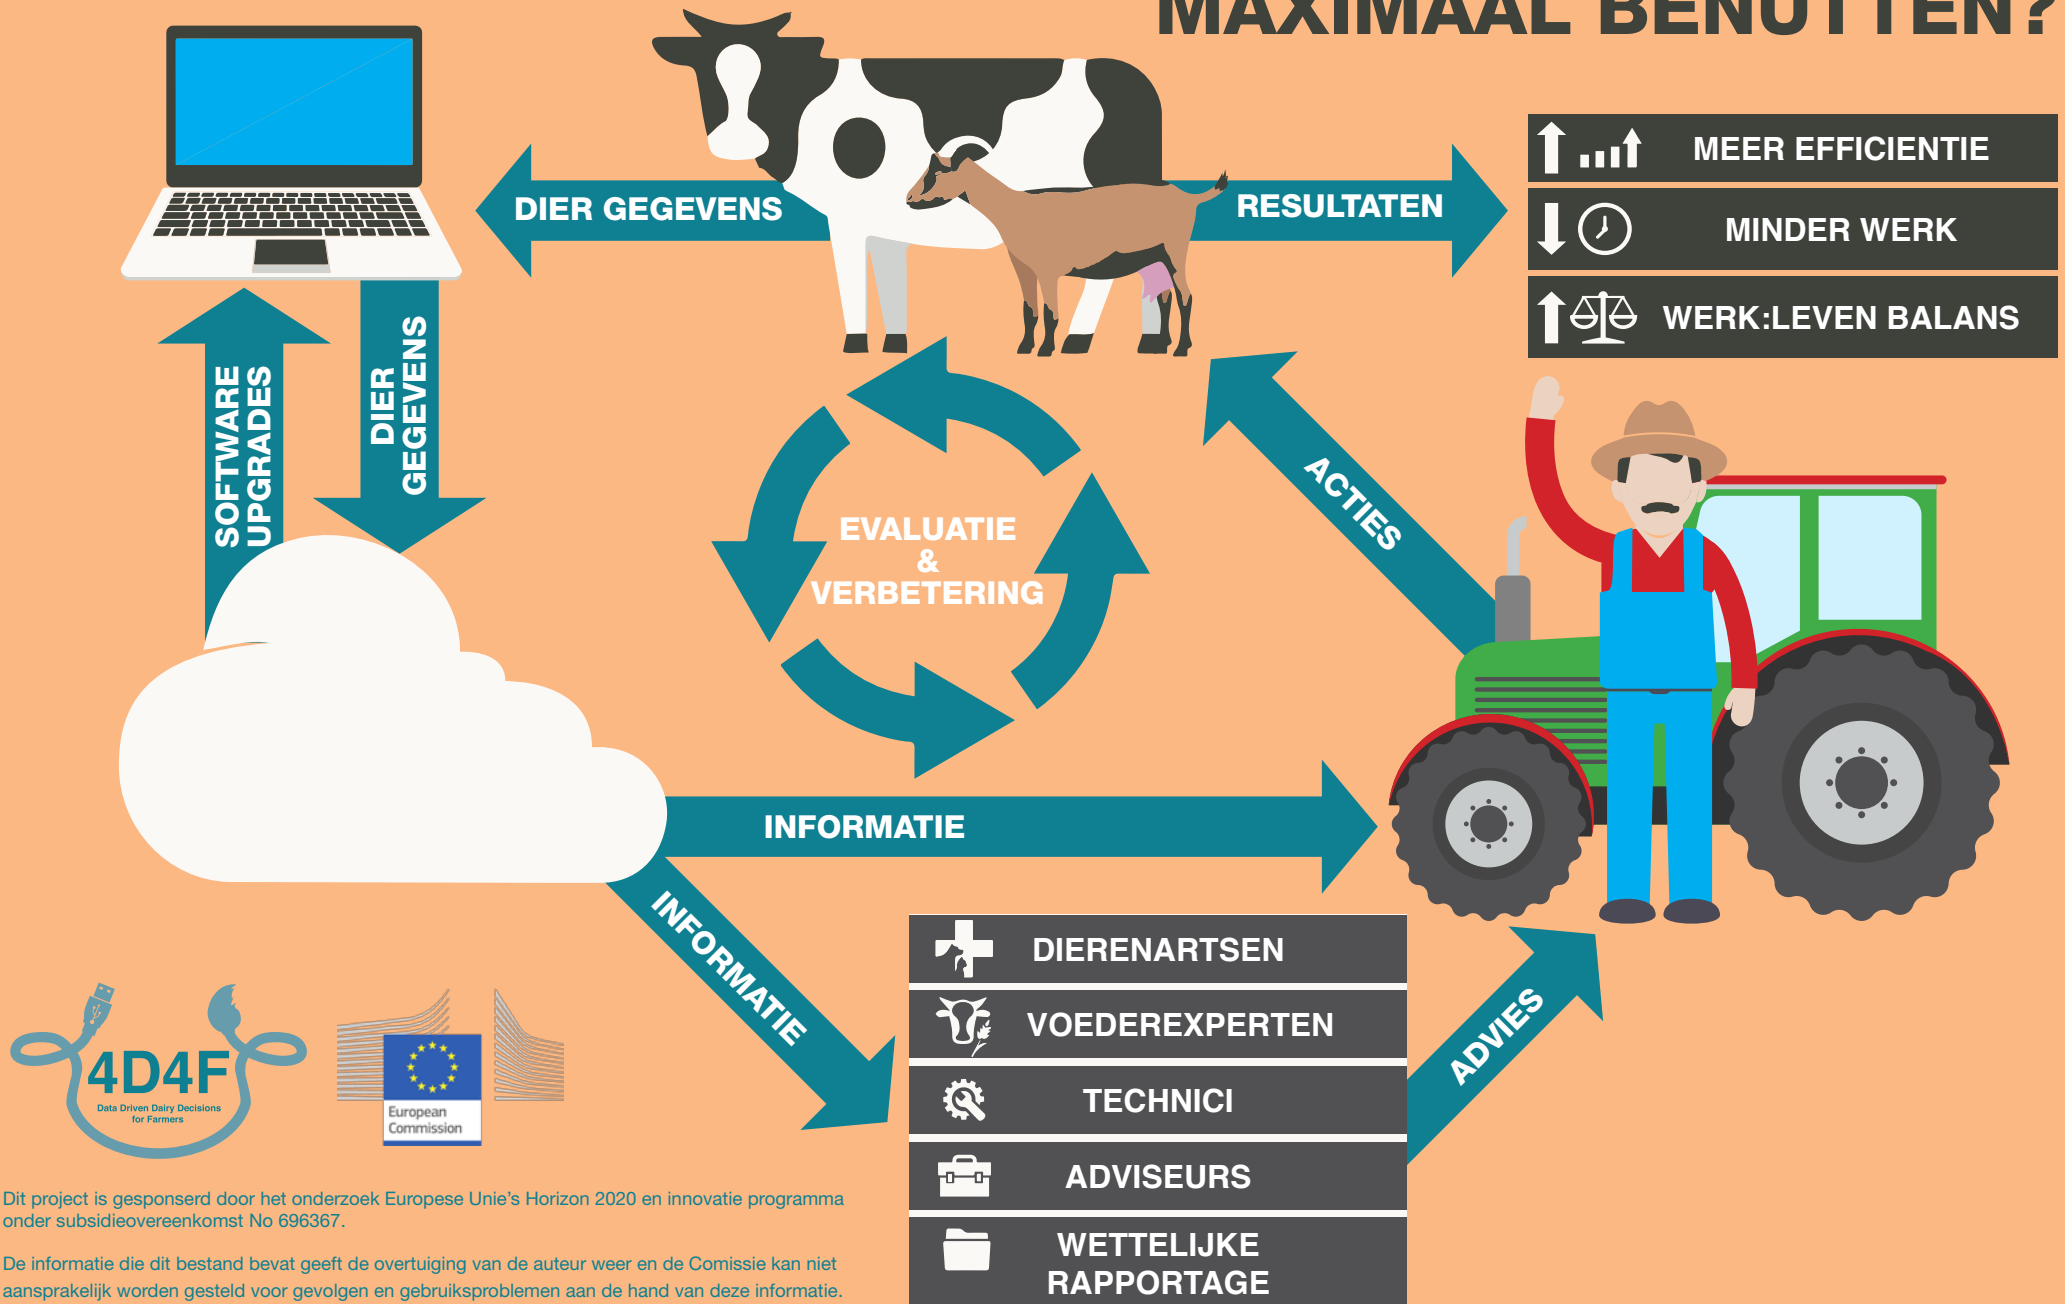 MAXIMAAL BENUTTEN?
MEER EFFICIENTIE
MINDER WERK
WERK:LEVEN BALANS
DIER GEGEVENS
RESULTATEN
SOFTWARE
UPGRADES
DIER
GEGEVENS
ACTIES
EVALUATIE
&
VERBETERING
INFORMATIE
INFORMATIE
DIERENARTSEN
VOEDEREXPERTEN
TECHNICI
ADVISEURS
WETTELIJKE
RAPPORTAGE
ADVIES
4D4F
Data Driven Dairy Decisions
for Farmers
European
Commission
Dit project is gesponserd door het onderzoek Europese Unie's Horizon 2020 en innovatie programma
onder subsidieovereenkomst No 696367.
De informatie die dit bestand bevat geeft de overtuiging van de auteur weer en de Comissie kan niet
aansprakelijk worden gesteld voor gevolgen en gebruiksproblemen aan de hand van deze informatie.